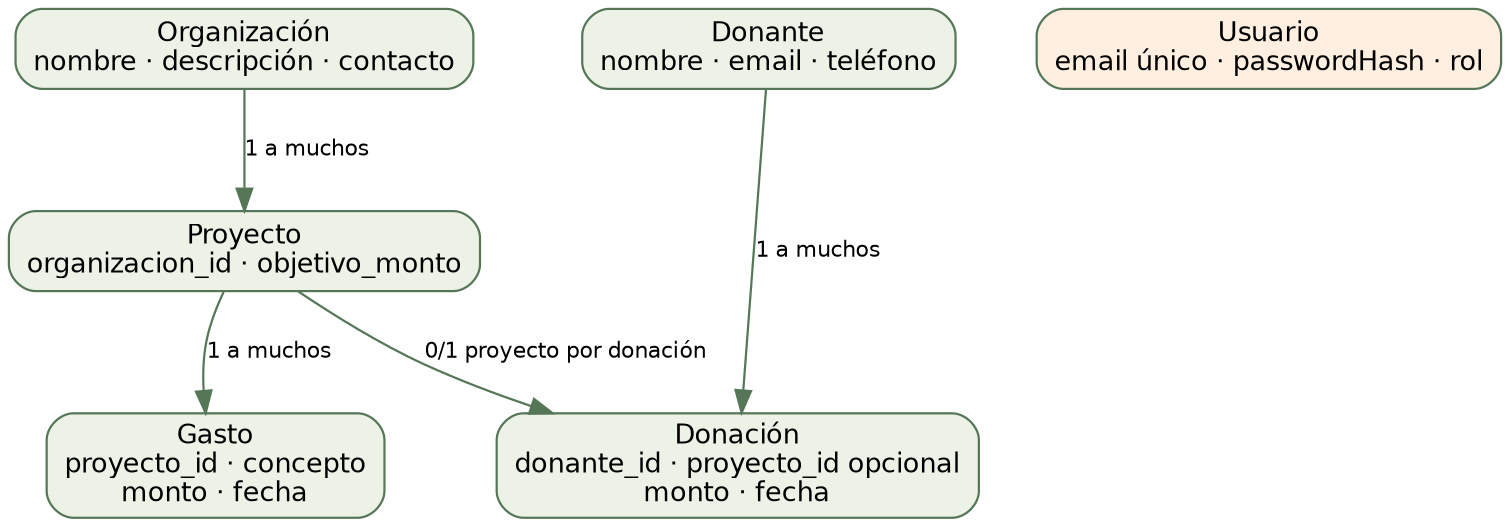 Organización
nombre · descripción · contacto
Donante
nombre · email · teléfono
Usuario
email único · passwordHash · rol
1 a muchos
Proyecto
organizacion_id · objetivo_monto
1 a muchos
1 a muchos
0/1 proyecto por donación
Gasto
proyecto_id · concepto
monto · fecha
Donación
donante_id · proyecto_id opcional
monto · fecha